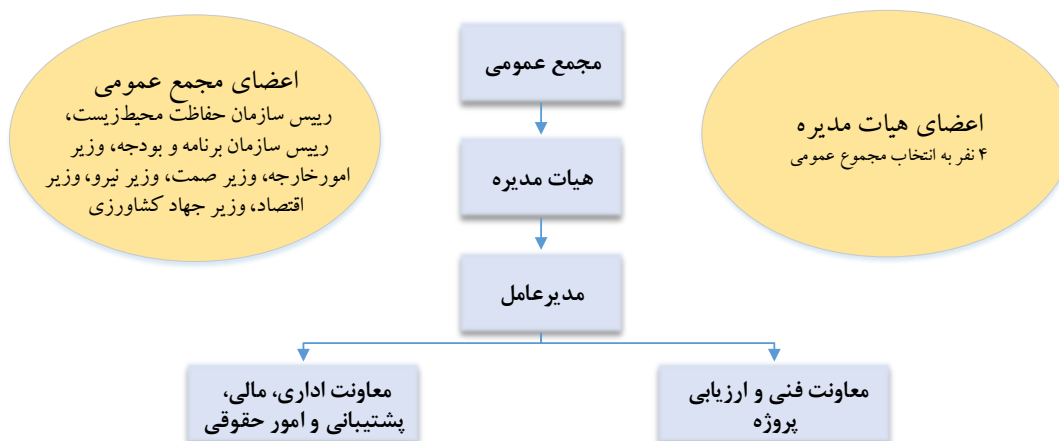 مجمع عمومی
هیات مدیره
مدیرعامل
معاونت فنی و ارزیابی
پروژه
معاونت اداری، مالی،
پشتیبانی و امور حقوقی
اعضای هیات مدیره
۴ نفر به انتخاب مجموع عمومی
اعضای مجمع عمومی
رییس سازمان حفاظت محیط‌زیست،
رییس سازمان برنامه و بودجه، وزیر
امورخارجه، وزیر صمت، وزیر نیرو، وزیر
اقتصاد، وزیر جهاد کشاورزی